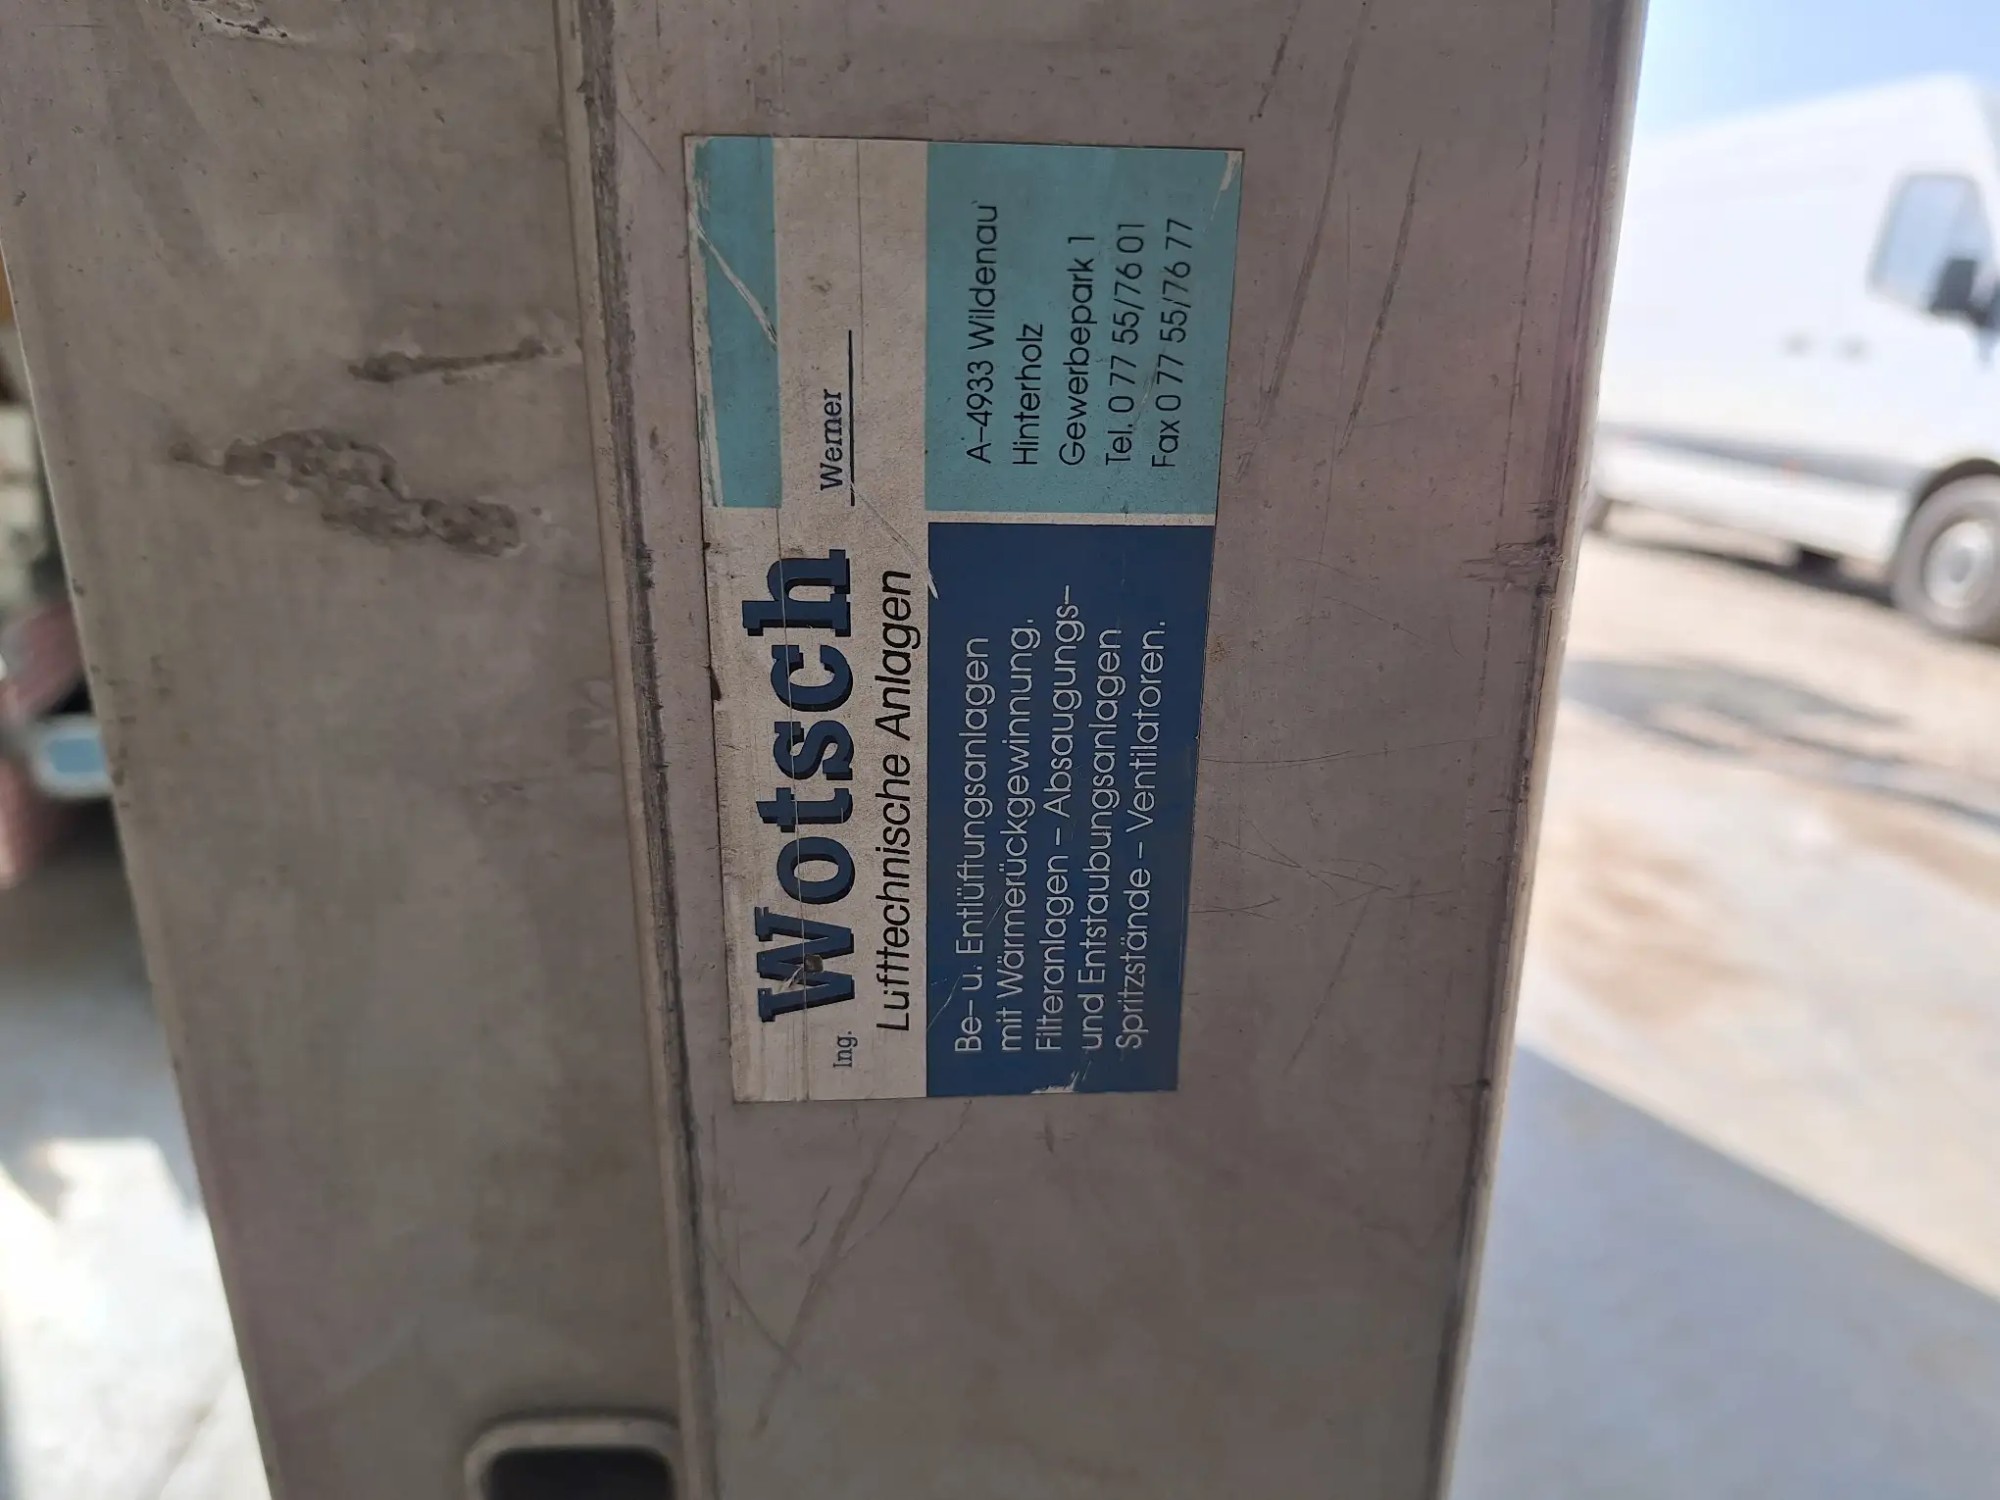 Ing. Wotsch Werner
Lufttechnische Anlagen
Be- u. Entlüftungsanlagen
mit Wärmerückgewinnung.
Filteranlagen – Absaugungs-
und Entstaubungsanlagen
Spritzstände – Ventilatoren.
A-4933 Wildenau
Hinterholz
Gewerbepark 1
Tel. 0 77 55/76 01
Fax 0 77 55/76 77